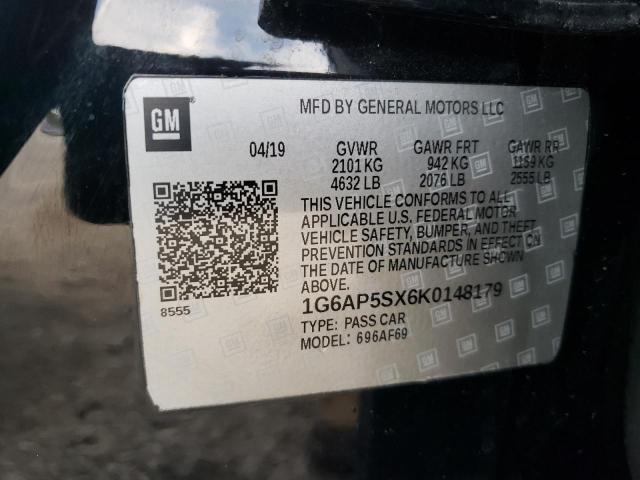 GM
MFD BY GENERAL MOTORS LLC
04/19 GVWR GAWR FRT GAWR RR
2101 KG 942 KG 1159 KG
4632 LB 2076 LB 2555 LB
THIS VEHICLE CONFORMS TO ALL
APPLICABLE U.S. FEDERAL MOTOR
VEHICLE SAFETY, BUMPER, AND THEFT
PREVENTION STANDARDS IN EFFECT ON
THE DATE OF MANUFACTURE SHOWN
ABOVE.
8555
1G6AP5SX6K0148179
TYPE: PASS CAR
MODEL: 696AF69